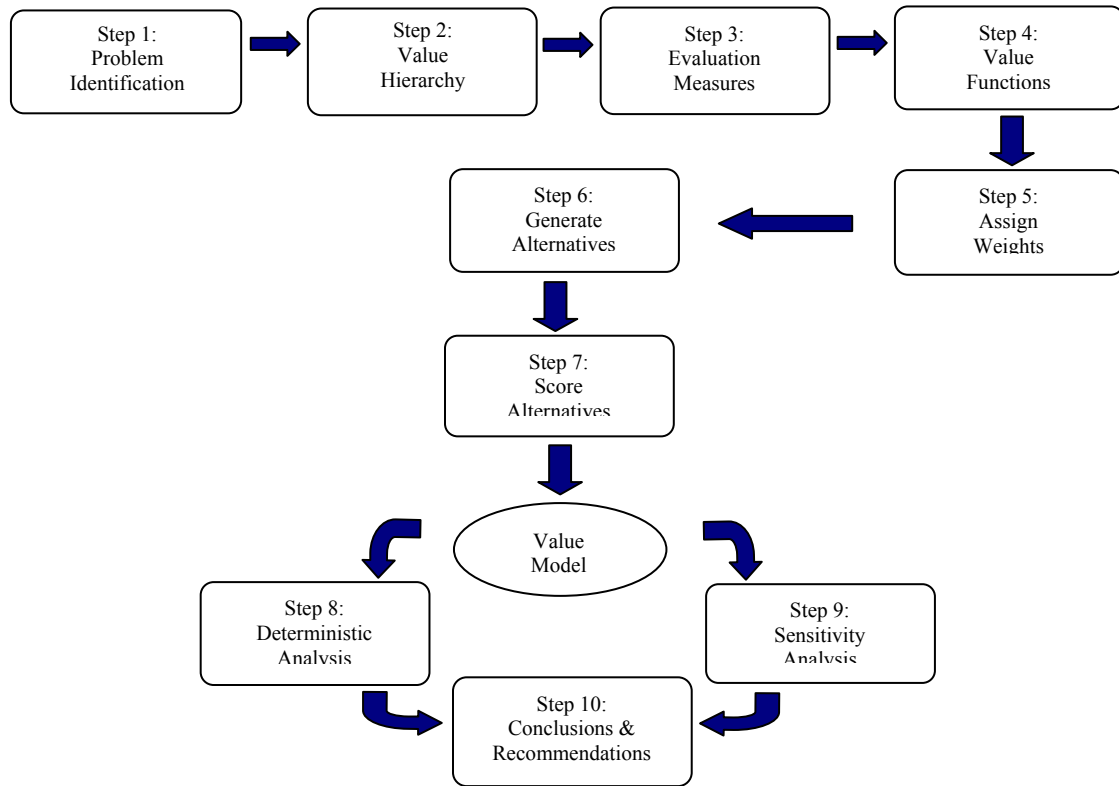 Step 1:
Problem
Identification
Step 2:
Value
Hierarchy
Step 3:
Evaluation
Measures
Step 4:
Value
Functions
Step 5:
Assign
Weights
Step 6:
Generate
Alternatives
Step 7:
Score
Alternatives
Value
Model
Step 8:
Deterministic
Analysis
Step 9:
Sensitivity
Analysis
Step 10:
Conclusions &
Recommendations